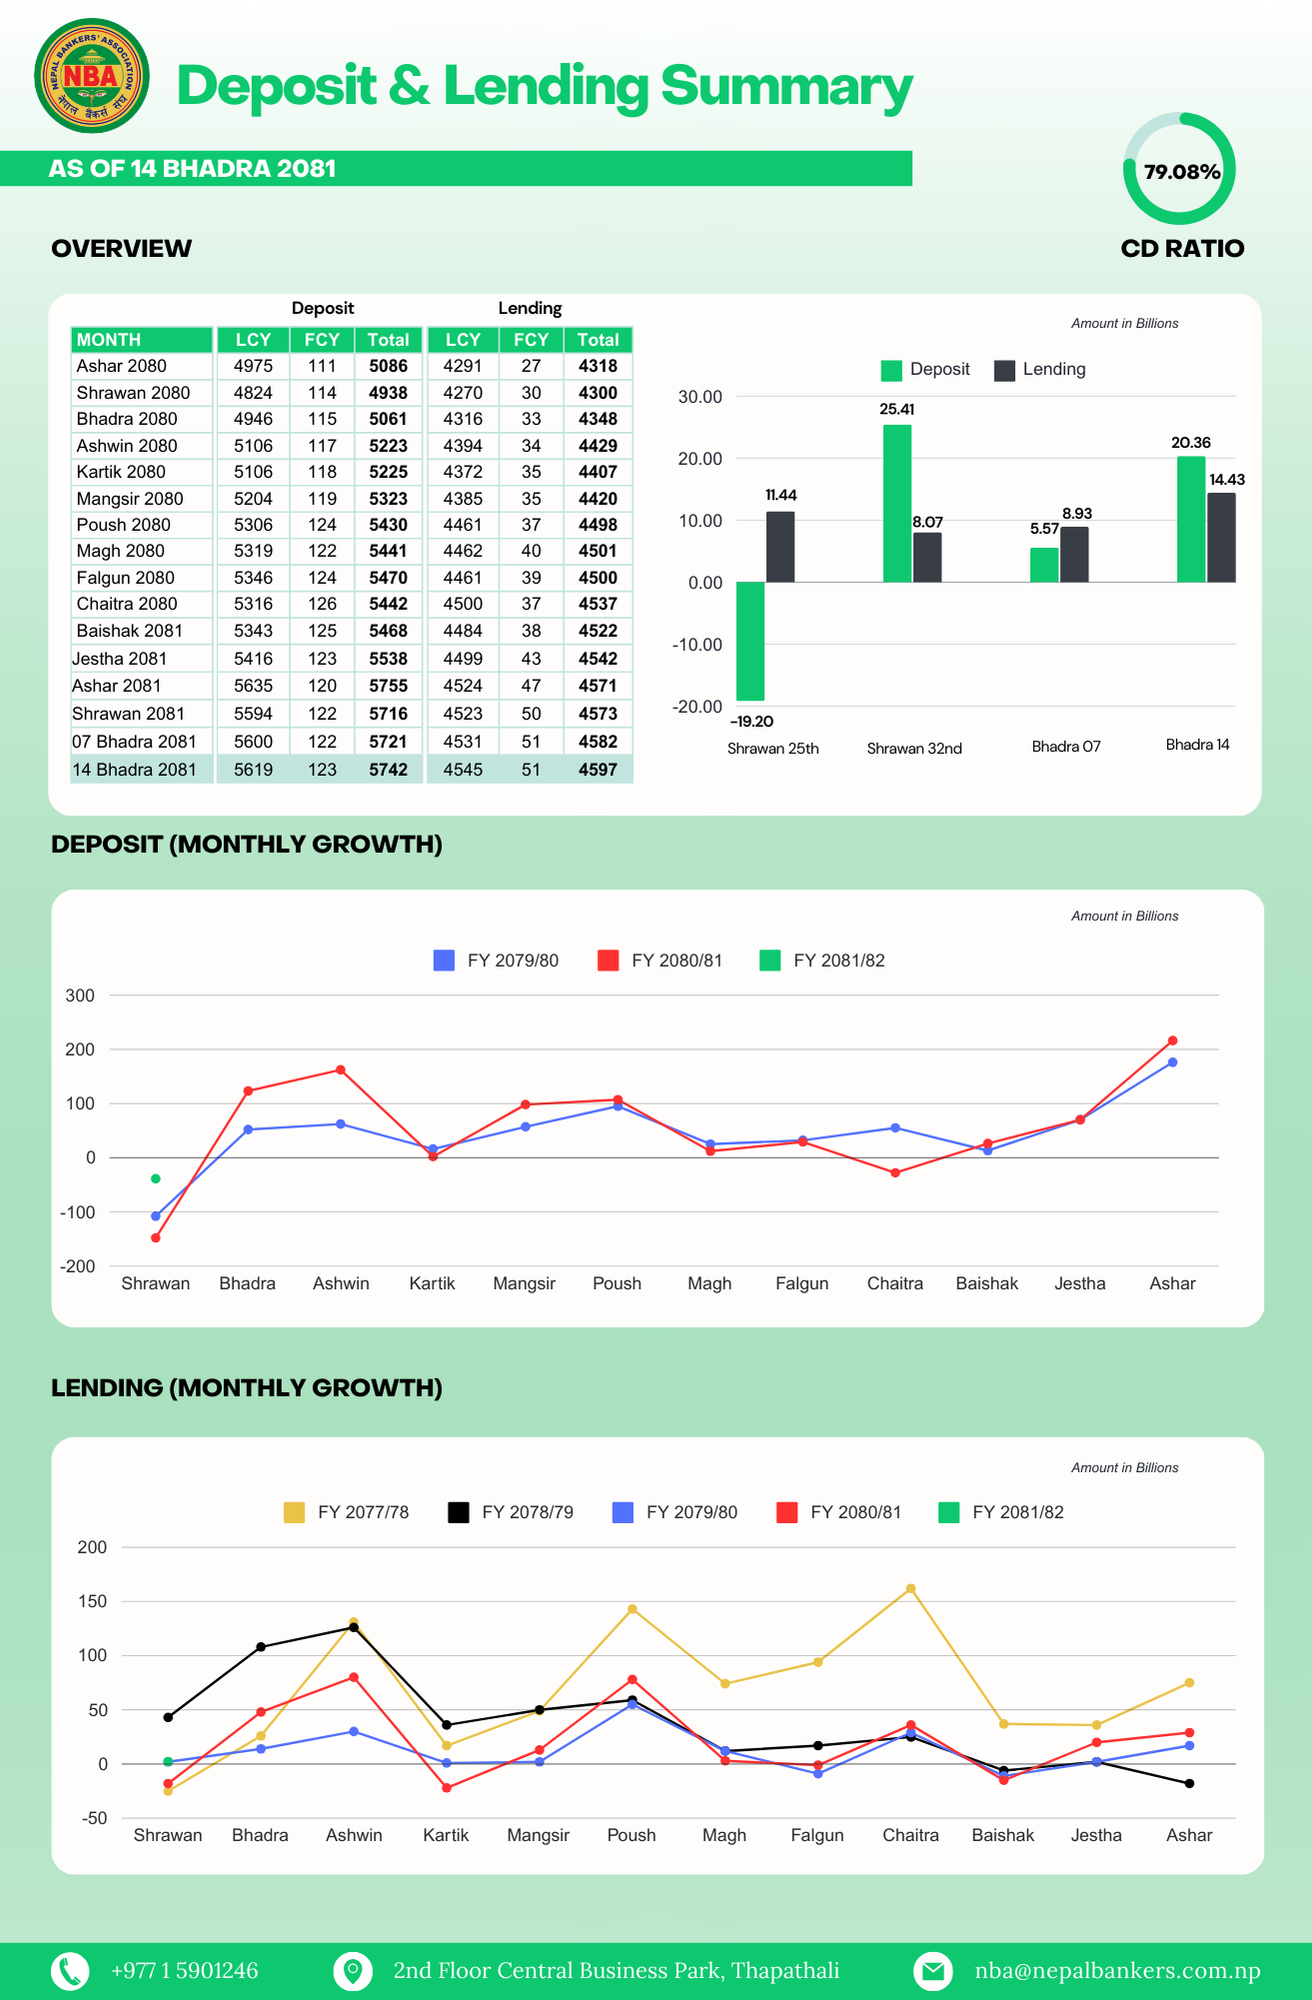 NEPAL BANKERS' ASSOCIATION
NBA
नेपाल बैंकर्स संघ
Deposit & Lending Summary
AS OF 14 BHADRA 2081
79.08%
CD RATIO
OVERVIEW
Deposit Lending
MONTH LCY FCY Total LCY FCY Total
Ashar 2080 4975 111 5086 4291 27 4318
Shrawan 2080 4824 114 4938 4270 30 4300
Bhadra 2080 4946 115 5061 4316 33 4348
Ashwin 2080 5106 117 5223 4394 34 4429
Kartik 2080 5106 118 5225 4372 35 4407
Mangsir 2080 5204 119 5323 4385 35 4420
Poush 2080 5306 124 5430 4461 37 4498
Magh 2080 5319 122 5441 4462 40 4501
Falgun 2080 5346 124 5470 4461 39 4500
Chaitra 2080 5316 126 5442 4500 37 4537
Baishak 2081 5343 125 5468 4484 38 4522
Jestha 2081 5416 123 5538 4499 43 4542
Ashar 2081 5635 120 5755 4524 47 4571
Shrawan 2081 5594 122 5716 4523 50 4573
07 Bhadra 2081 5600 122 5721 4531 51 4582
14 Bhadra 2081 5619 123 5742 4545 51 4597
Amount in Billions
Deposit Lending
30.00
25.41
20.36
20.00
14.43
11.44
10.00
8.07
5.57
8.93
0.00
-10.00
-20.00
-19.20
Shrawan 25th Shrawan 32nd Bhadra 07 Bhadra 14
DEPOSIT (MONTHLY GROWTH)
Amount in Billions
FY 2079/80 FY 2080/81 FY 2081/82
300
200
100
0
-100
-200
Shrawan Bhadra Ashwin Kartik Mangsir Poush Magh Falgun Chaitra Baishak Jestha Ashar
LENDING (MONTHLY GROWTH)
Amount in Billions
FY 2077/78 FY 2078/79 FY 2079/80 FY 2080/81 FY 2081/82
200
150
100
50
0
-50
Shrawan Bhadra Ashwin Kartik Mangsir Poush Magh Falgun Chaitra Baishak Jestha Ashar
+977 1 5901246 2nd Floor Central Business Park, Thapathali nba@nepalbankers.com.np